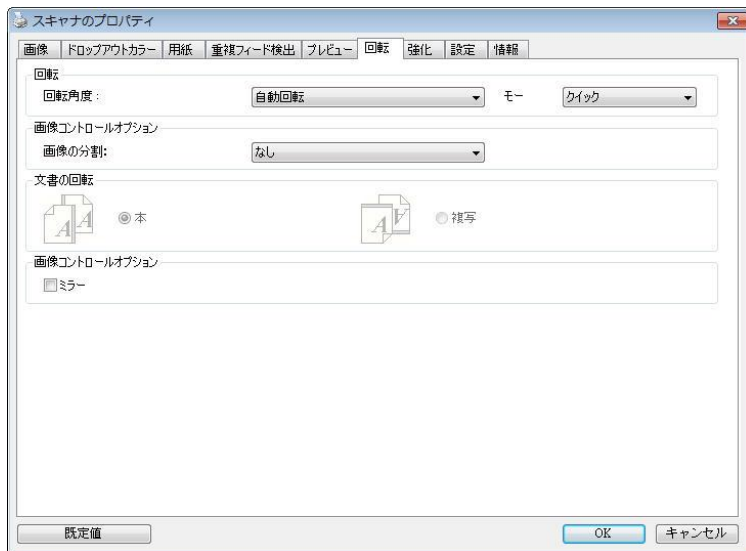 スキャナのプロパティ
画像 ドロップアウトカラー 用紙 重複フィード検出 プレビュー 回転 強化 設定 情報
回転
回転角度: 自動回転 モー クイック
画像コントロールオプション
画像の分割: なし
文書の回転
A A 本 A A 複写
画像コントロールオプション
ミラー
既定値 OK キャンセル